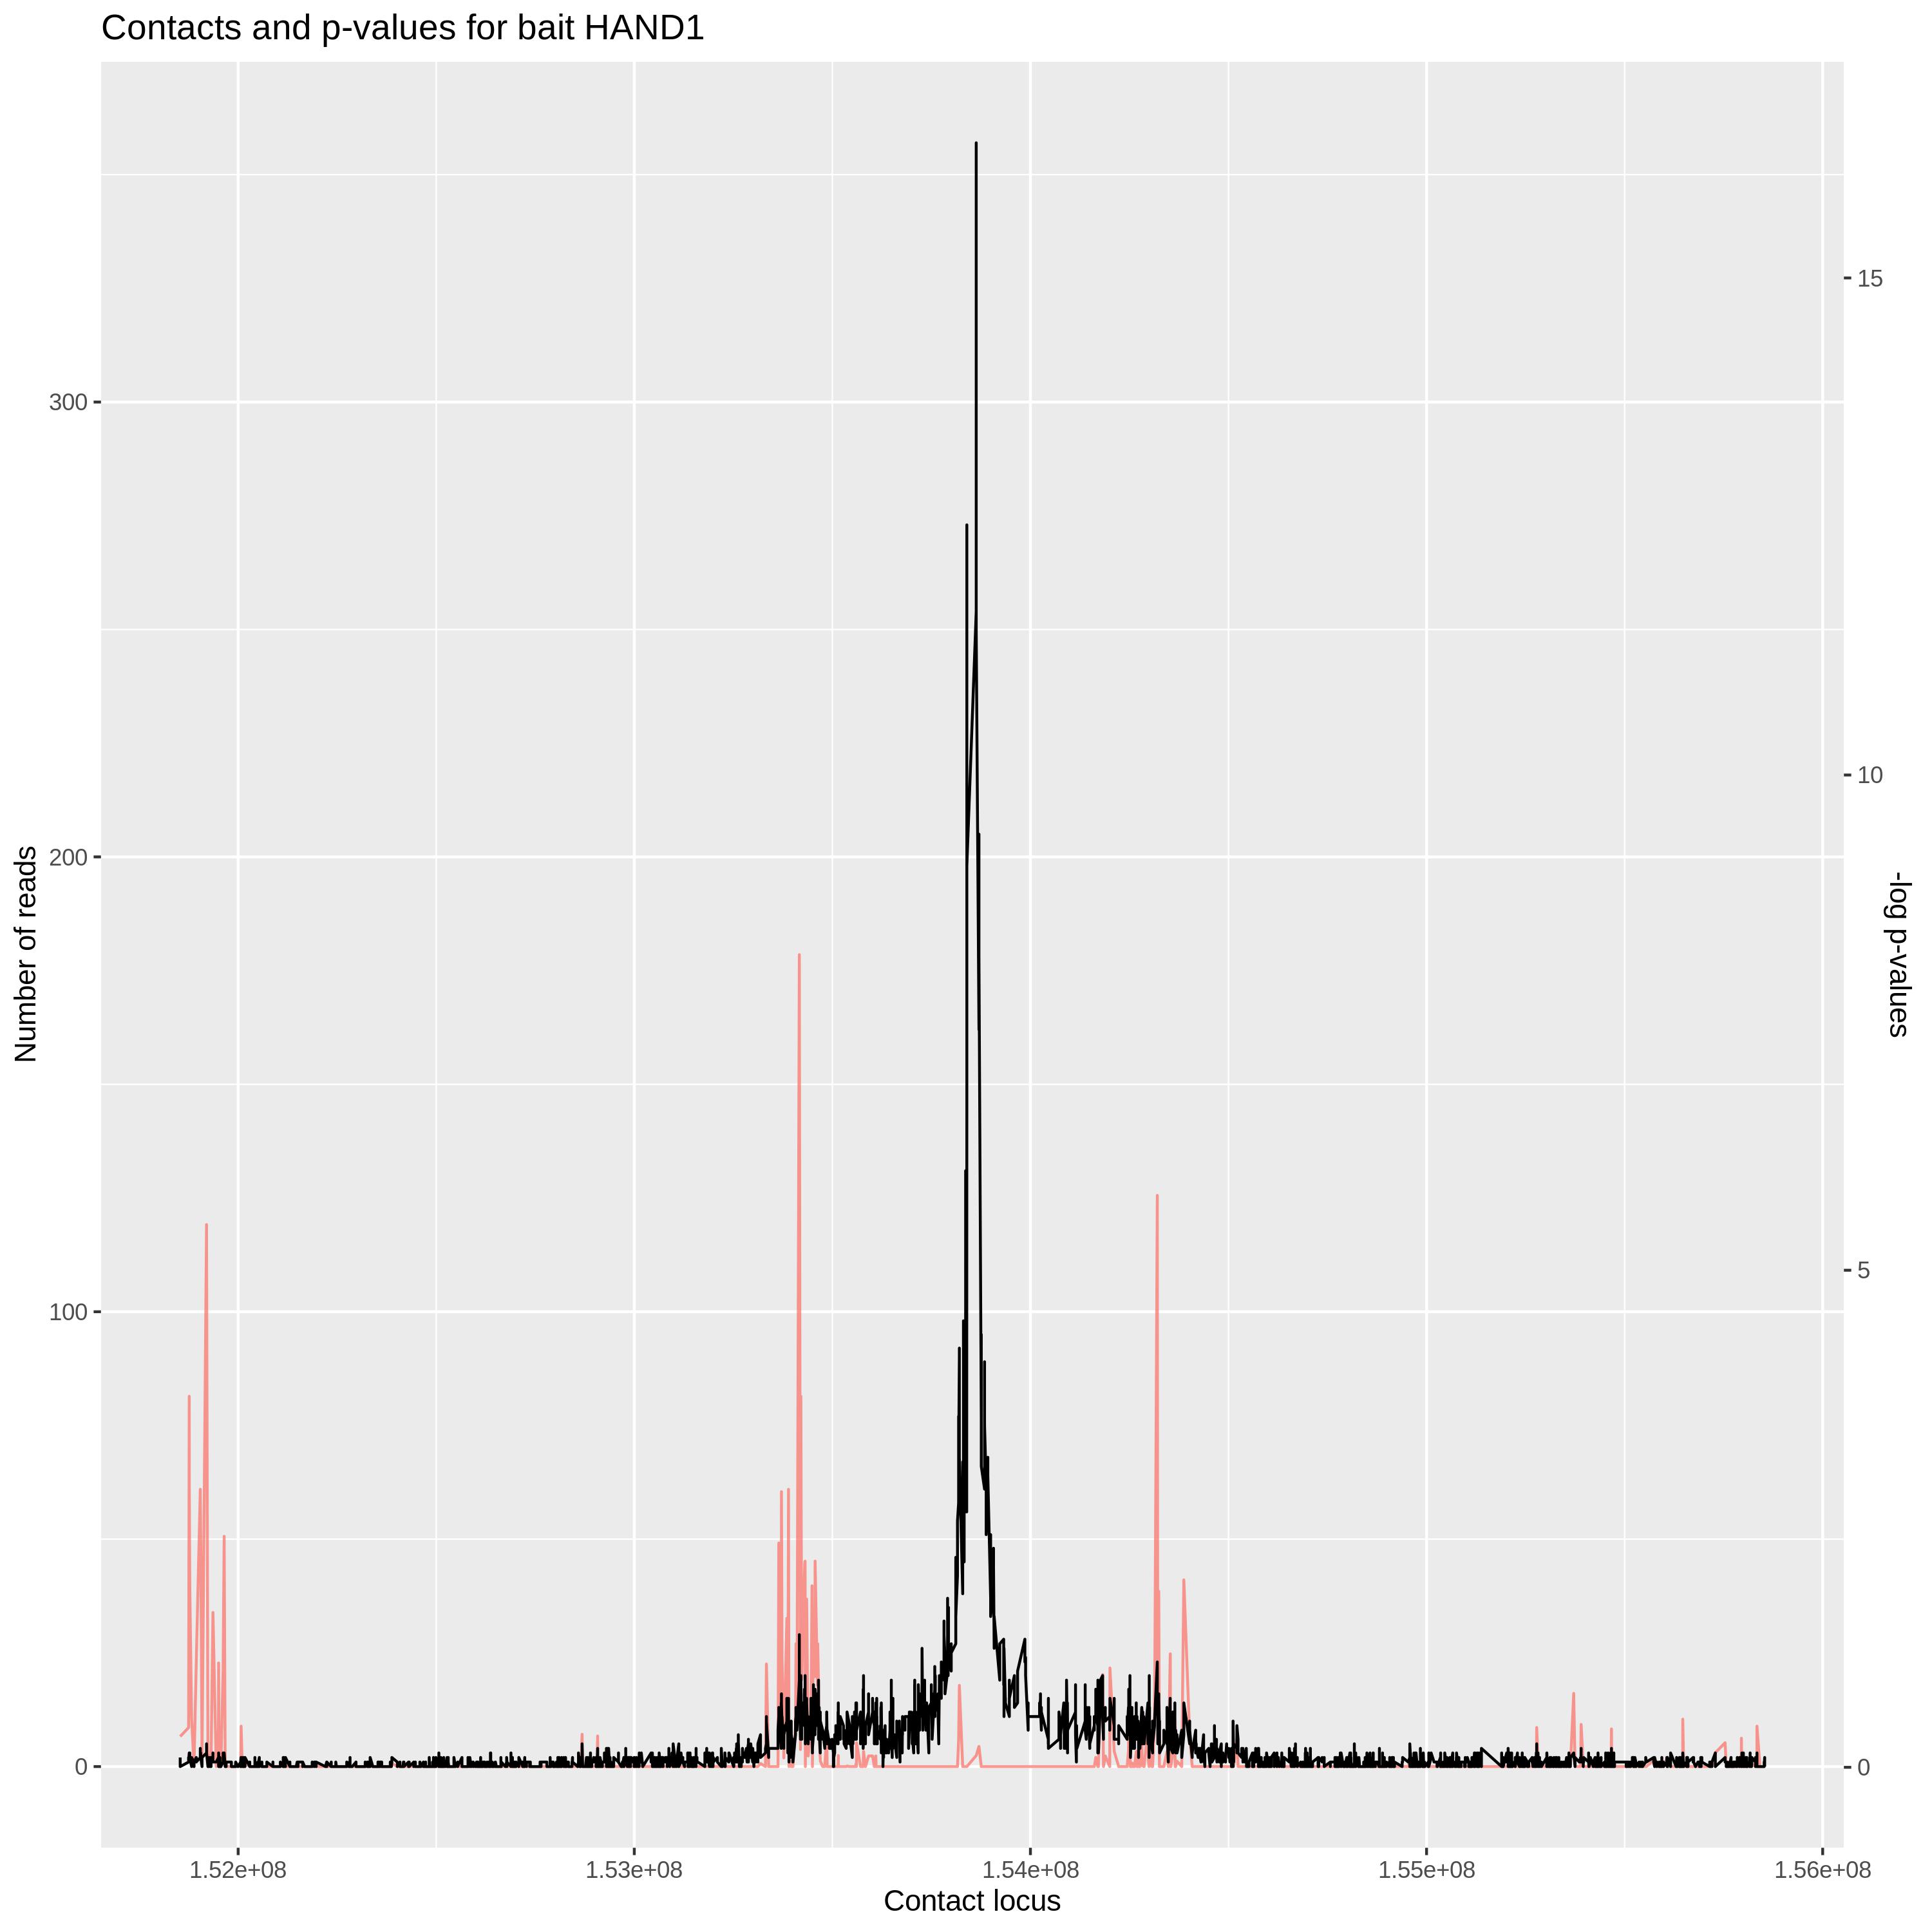 Contacts and p-values for bait HAND1
Number of reads
300
200
100
0
15
10
5
0
-log p-values
1.52e+08 1.53e+08 1.54e+08 1.55e+08 1.56e+08
Contact locus